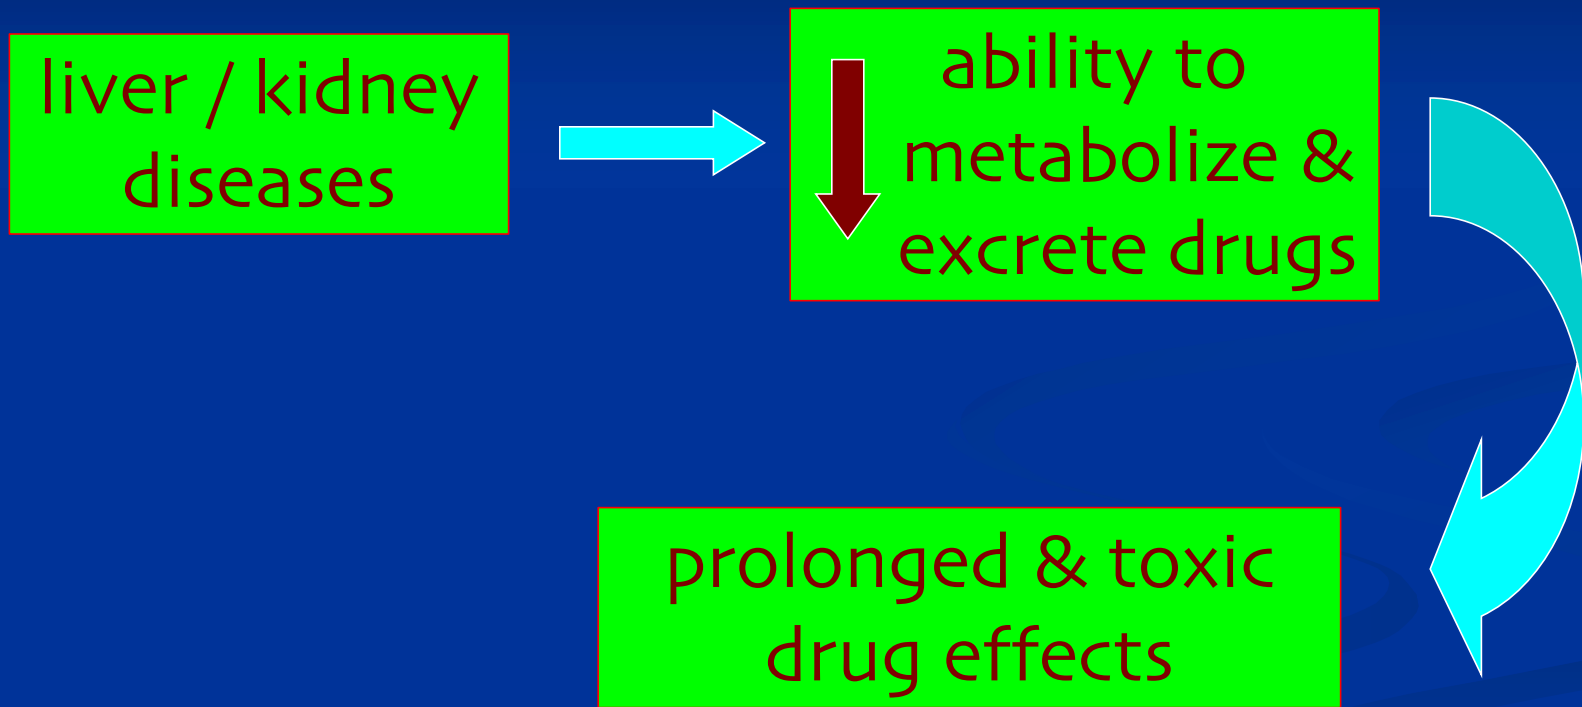 liver / kidney
diseases
ability to
metabolize &
excrete drugs
prolonged & toxic
drug effects